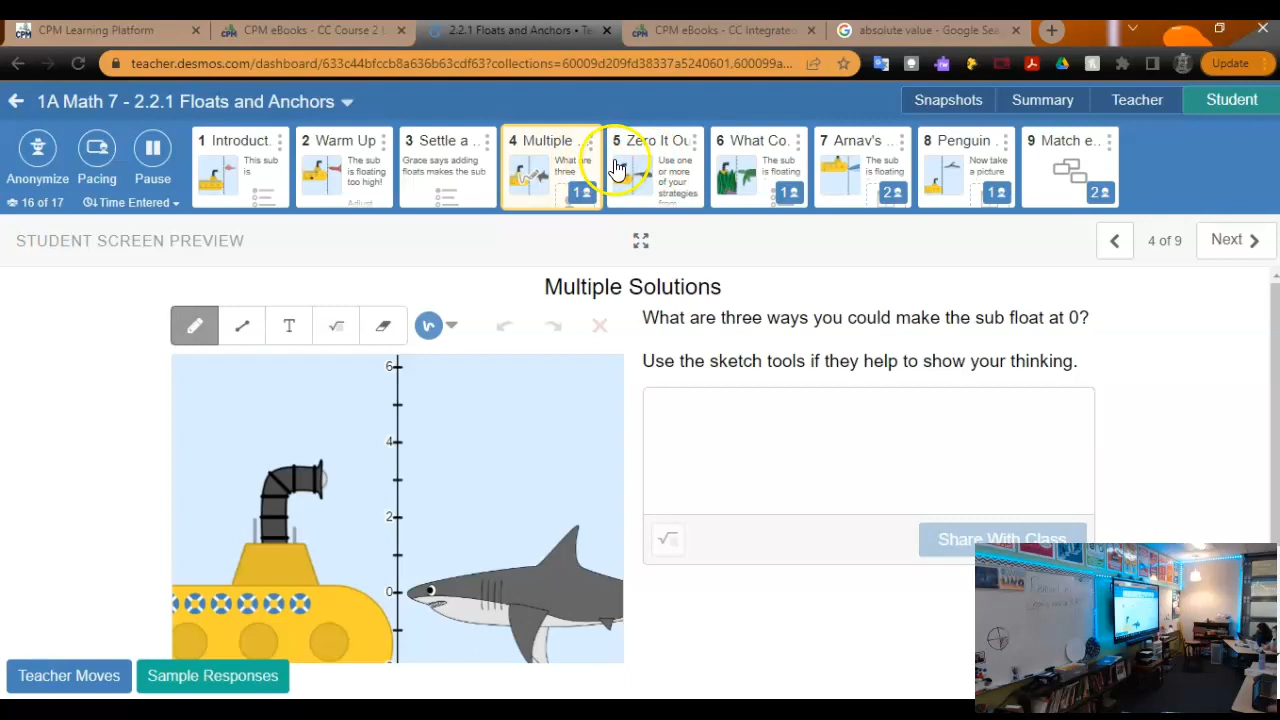 CPM Learning Platform
CPM eBooks - CC Course 2 L
2.2.1 Floats and Anchors • Te
CPM eBooks - CC Integrated
absolute value - Google Sea
teacher.desmos.com/dashboard/633c44bfccb8a636b63cdf63?collections=60009d209fd38337a5240601,600099a...
Update
1A Math 7 - 2.2.1 Floats and Anchors
Snapshots
Summary
Teacher
Student
Anonymize
Pacing
Pause
16 of 17
Time Entered
1 Introduct.
This sub is
2 Warm Up
The sub is floating too high!
Adjust
3 Settle a ..
Grace says adding floats makes the sub
4 Multiple ..
What are three
1
5 Zero It Ou
Use one or more of your strategies from
6 What Co.
The sub is floating
1
7 Arnav's
The sub is floating
2
8 Penguin
Now take a picture
1
9 Match e..
2
STUDENT SCREEN PREVIEW
4 of 9
Next
Multiple Solutions
What are three ways you could make the sub float at 0?
T
√
Use the sketch tools if they help to show your thinking.
6
4
2
0
√
Share With Class
Teacher Moves
Sample Responses